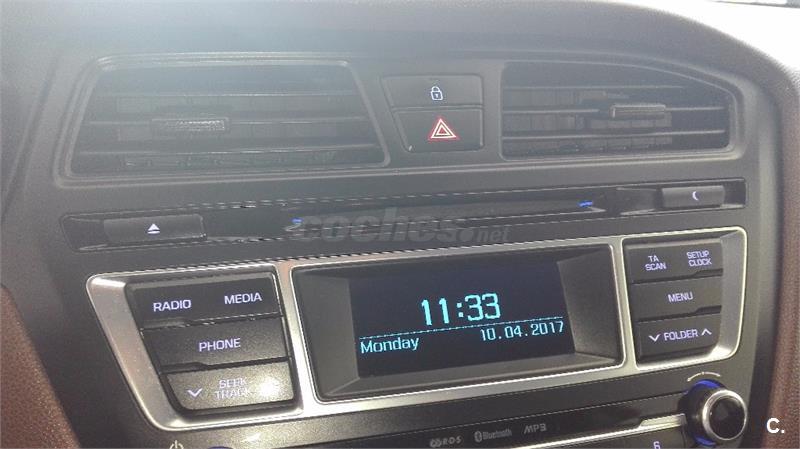 coches.net
RADIO MEDIA
PHONE
SEEK
TRACK
11:33
Monday 10.04.2017
TA
SCAN
SETUP
CLOCK
MENU
FOLDER
RDS Bluetooth MP3
6
C.